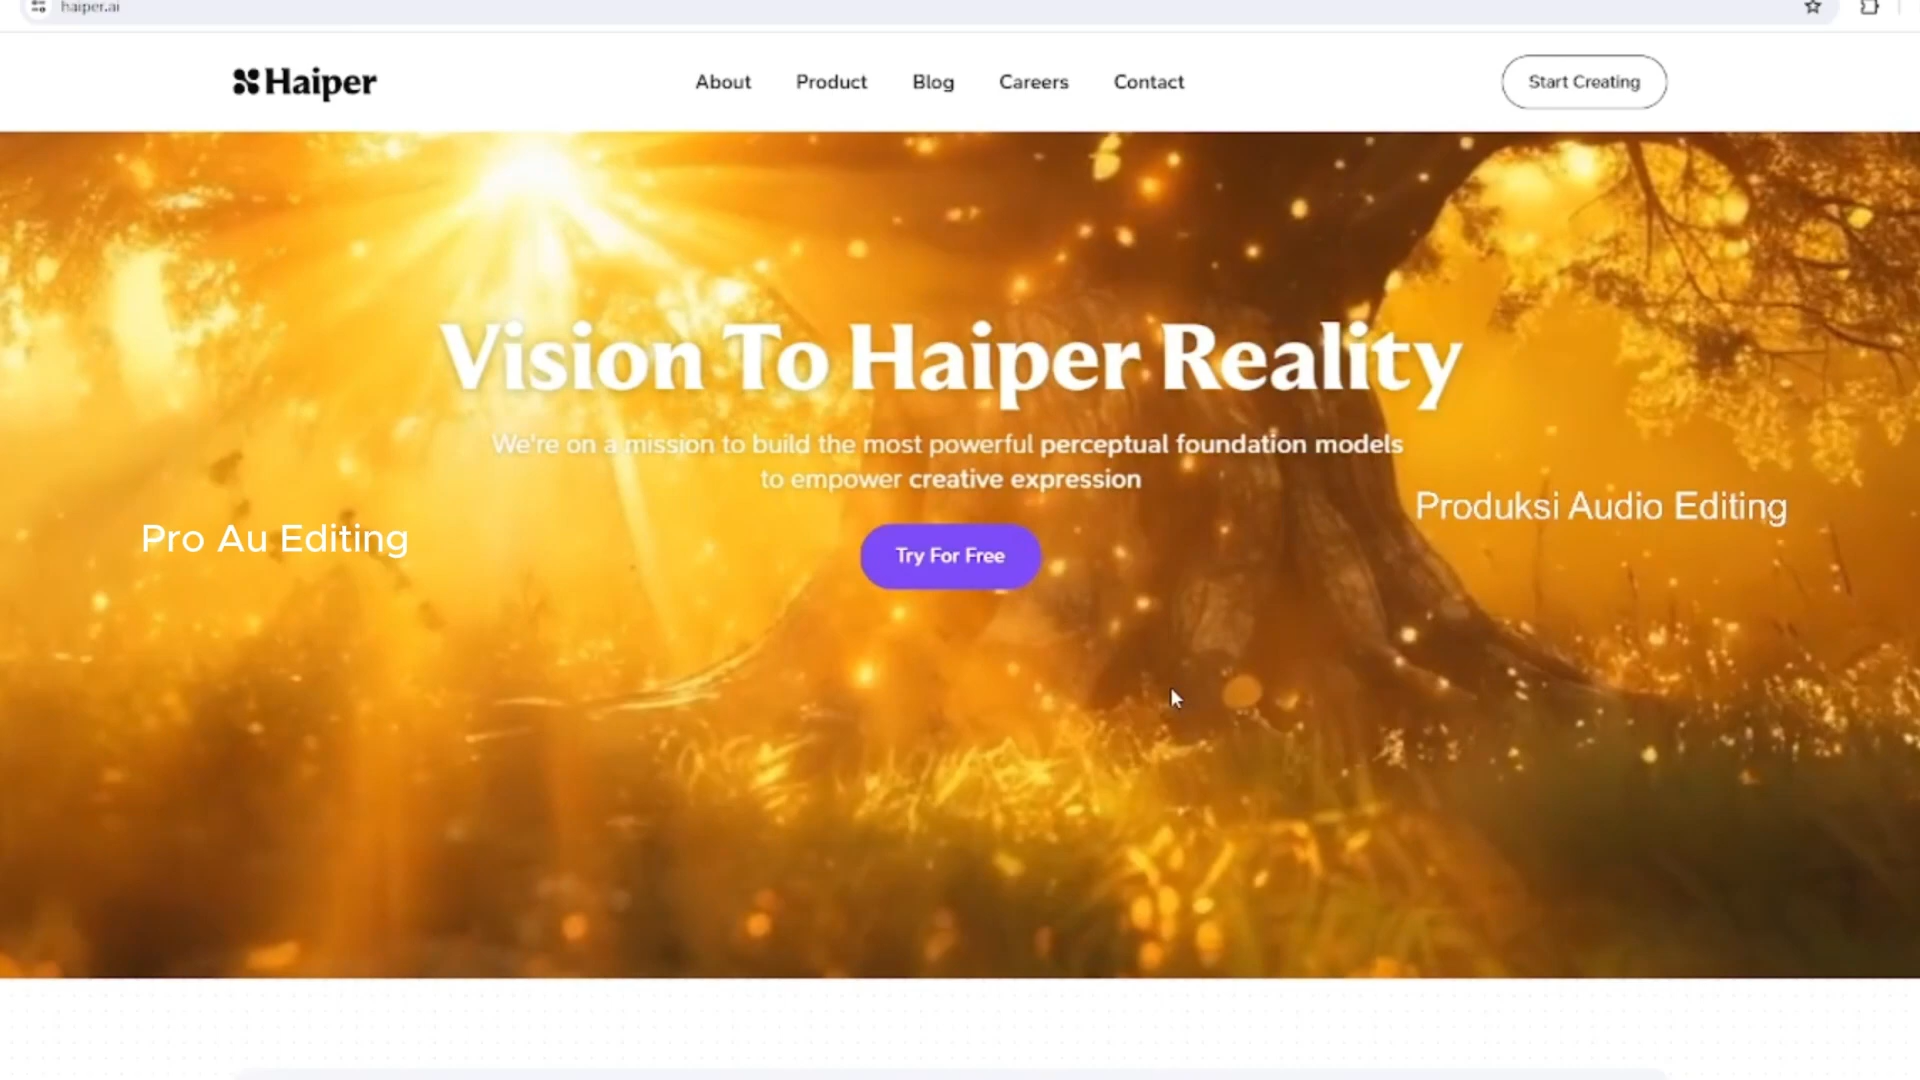 haiper.ai
Haiper
About
Product
Blog
Careers
Contact
Start Creating
Vision To Haiper Reality
We're on a mission to build the most powerful perceptual foundation models
to empower creative expression
Produksi Audio Editing
Pro Au Editing
Try For Free